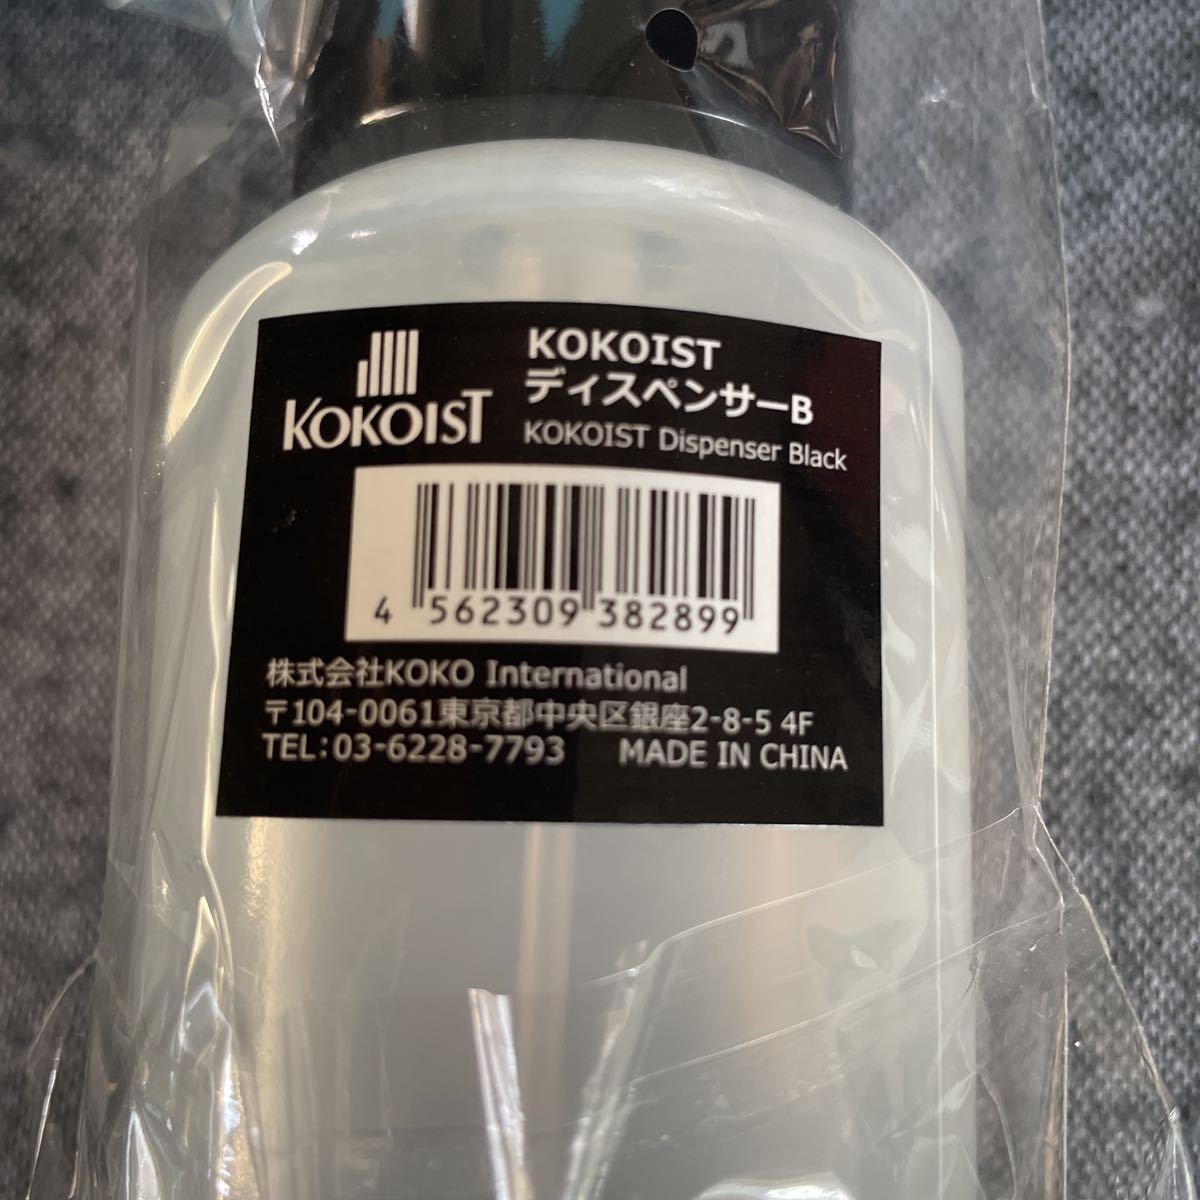 KOKOIST
KOKOIST
ディスペンサーB
KOKOIST Dispenser Black
4 562309 382899
株式会社KOKO International
〒104-0061東京都中央区銀座2-8-5 4F
TEL:03-6228-7793 MADE IN CHINA